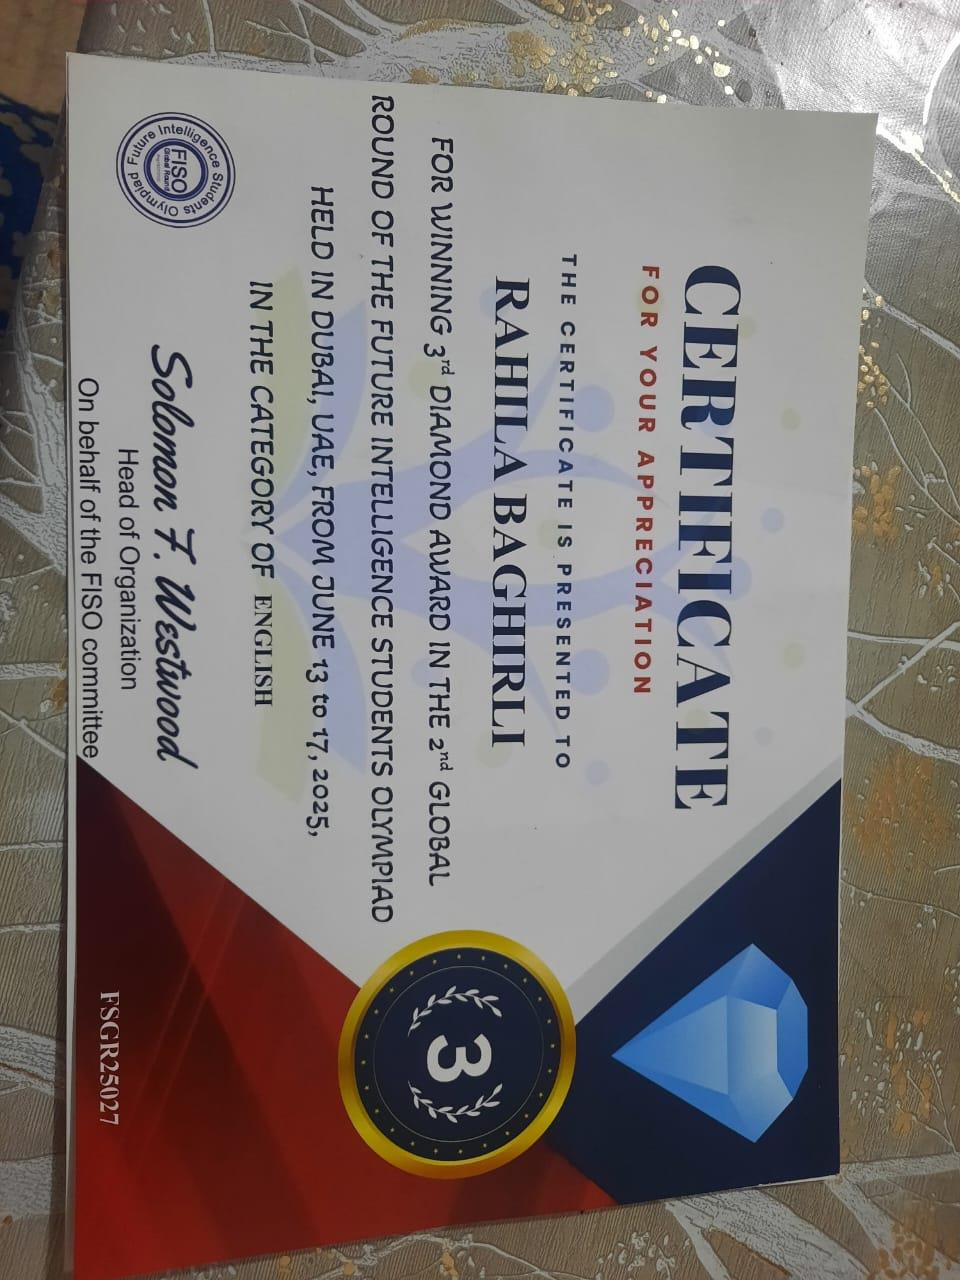 CERTIFICATE
FOR YOUR APPRECIATION
THE CERTIFICATE IS PRESENTED TO
RAHILA BAGHIRLI
FOR WINNING 3rd DIAMOND AWARD IN THE 2nd GLOBAL
ROUND OF THE FUTURE INTELLIGENCE STUDENTS OLYMPIAD
HELD IN DUBAI, UAE, FROM JUNE 13 to 17, 2025,
IN THE CATEGORY OF ENGLISH
Future Intelligence Students Olympiad
FISO
Global Round
Solomon F. Westwood
Head of Organization
On behalf of the FISO committee
3
FSGR25027